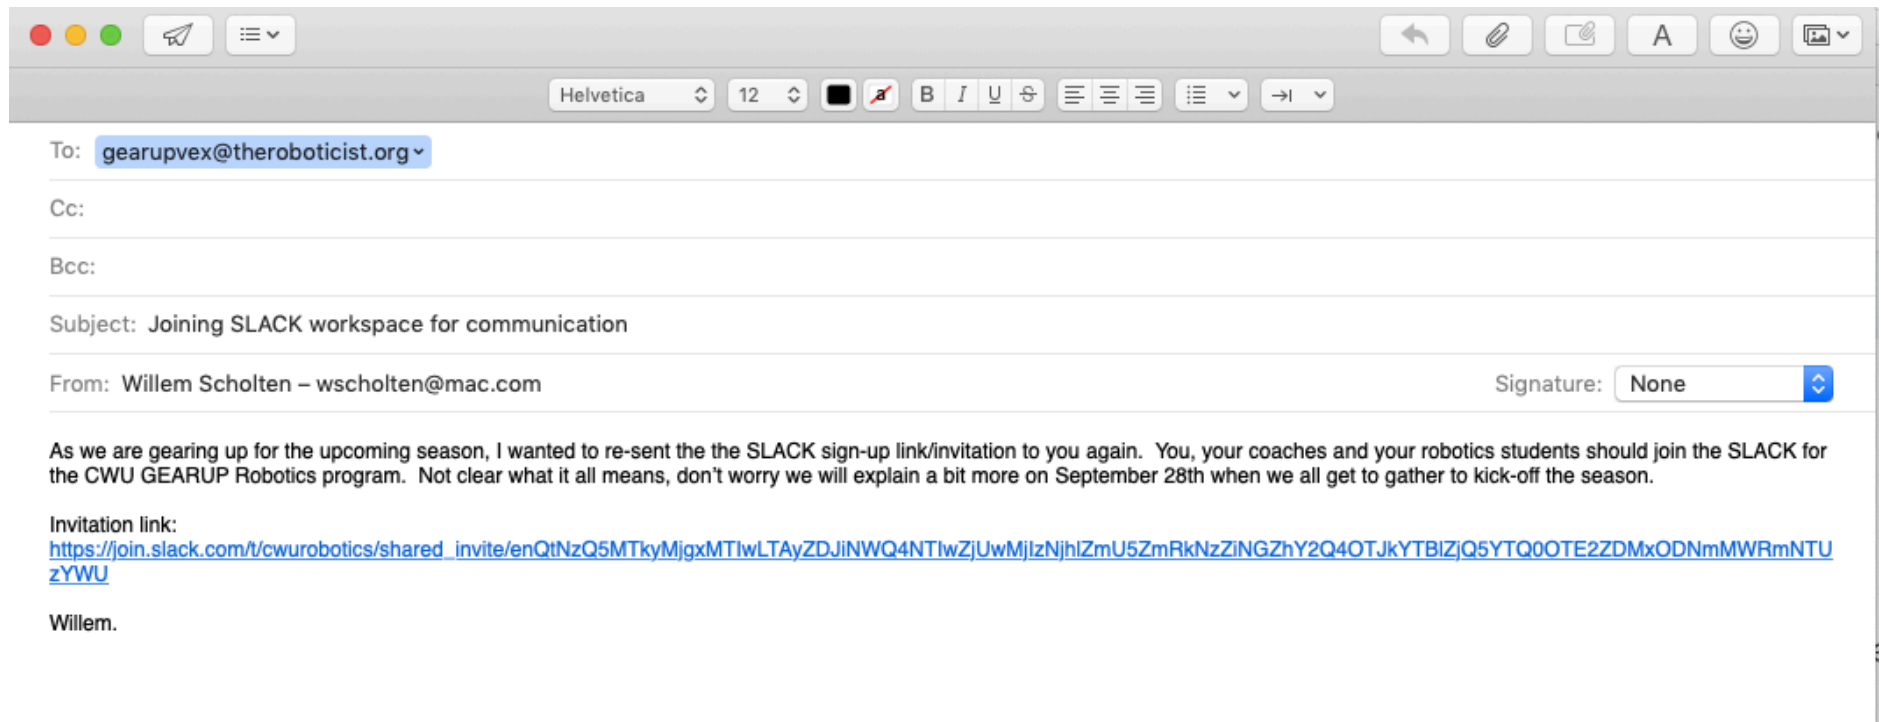 Helvetica 12 a B I U S
A
To: gearupvex@theroboticist.org
Cc:
Bcc:
Subject: Joining SLACK workspace for communication
From: Willem Scholten – wscholten@mac.com Signature: None
As we are gearing up for the upcoming season, I wanted to re-sent the the SLACK sign-up link/invitation to you again.  You, your coaches and your robotics students should join the SLACK for
the CWU GEARUP Robotics program.  Not clear what it all means, don't worry we will explain a bit more on September 28th when we all get to gather to kick-off the season.
Invitation link:
https://join.slack.com/t/cwurobotics/shared_invite/enQtNzQ5MTkyMjgxMTIwLTAyZDJiNWQ4NTIwZjUwMjIzNjhlZmU5ZmRkNzZiNGZhY2Q4OTJkYTBlZjQ5YTQ0OTE2ZDMxODNmMWRmNTU
zYWU
Willem.